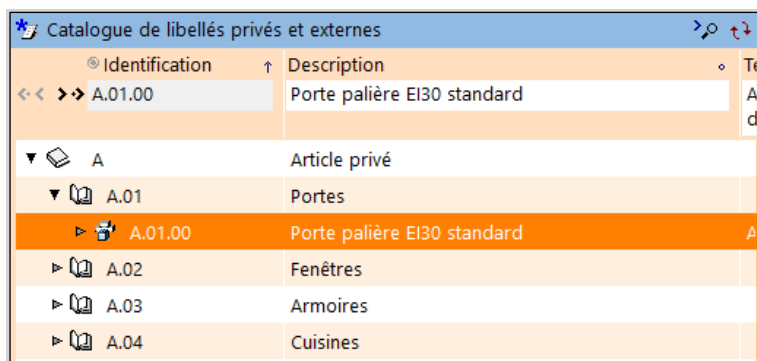 Catalogue de libellés privés et externes
Identification Description Te
A.01.00 Porte palière EI30 standard A
d
A Article privé
A.01 Portes
A.01.00 Porte palière EI30 standard A
A.02 Fenêtres
A.03 Armoires
A.04 Cuisines